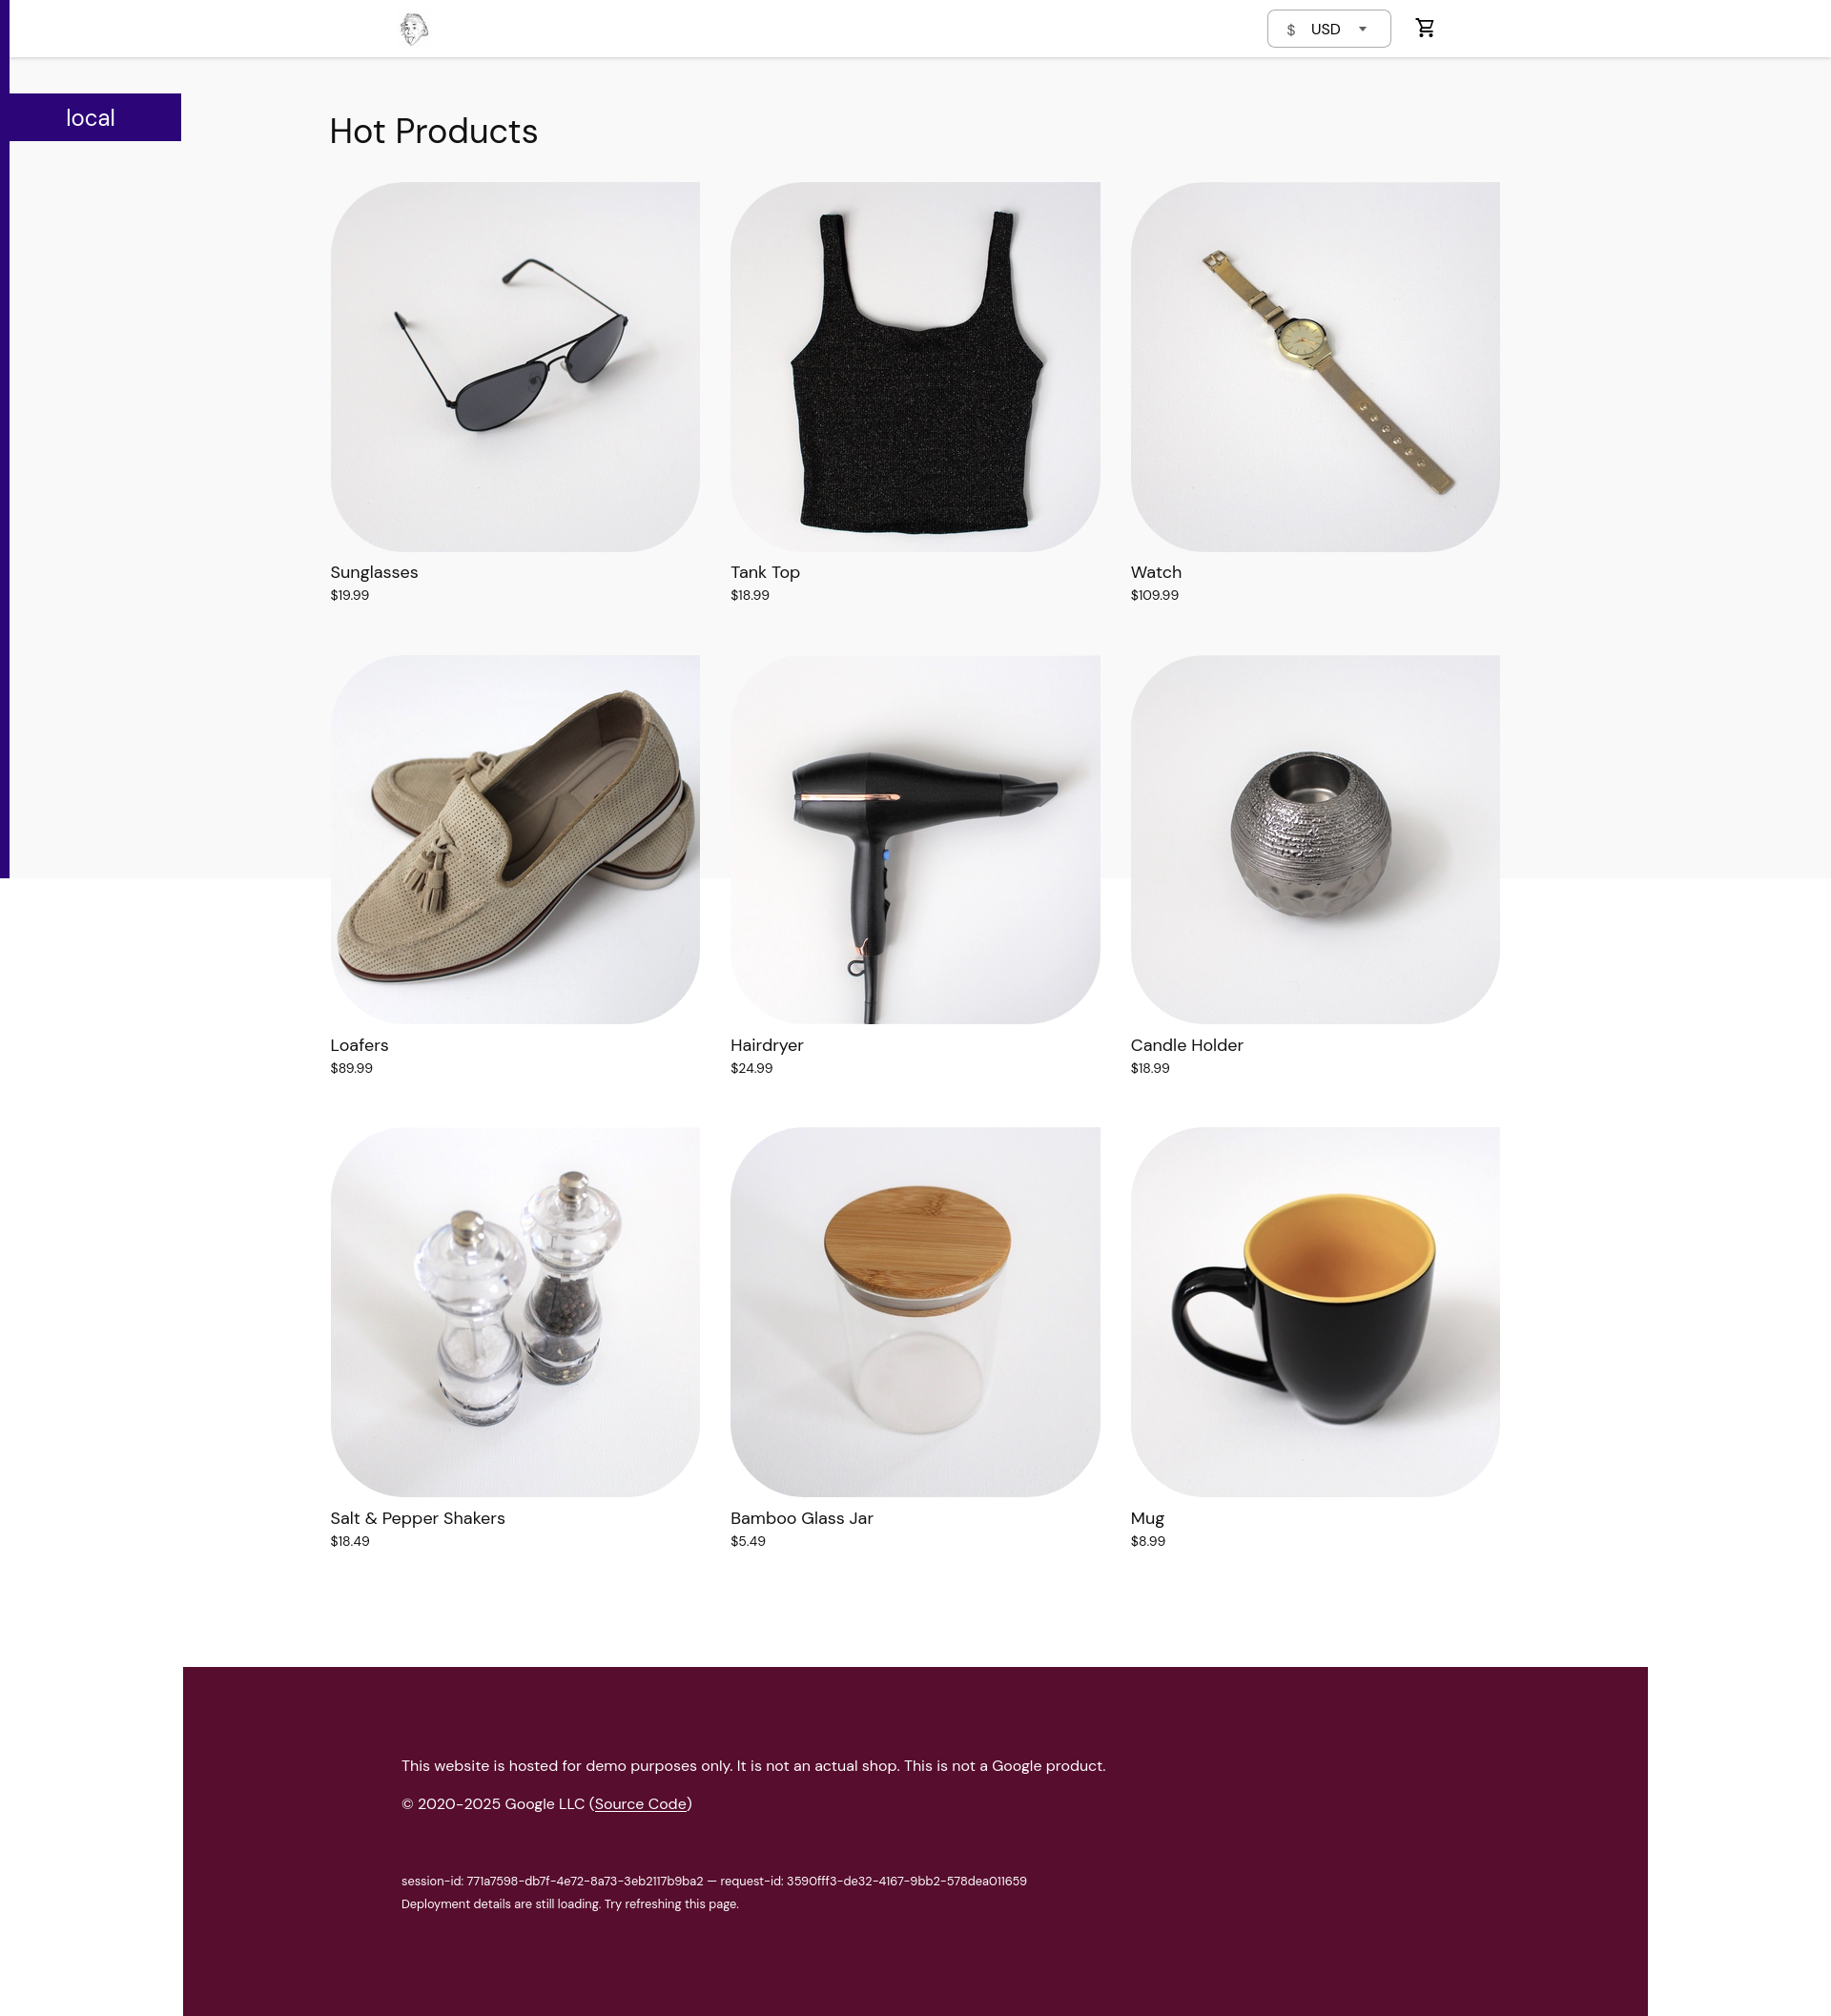 $ USD
local
Hot Products
Sunglasses
$19.99
Tank Top
$18.99
Watch
$109.99
Loafers
$89.99
Hairdryer
$24.99
Candle Holder
$18.99
Salt & Pepper Shakers
$18.49
Bamboo Glass Jar
$5.49
Mug
$8.99
This website is hosted for demo purposes only. It is not an actual shop. This is not a Google product.
© 2020-2025 Google LLC (Source Code)
session-id: 771a7598-db7f-4e72-8a73-3eb2117b9ba2 — request-id: 3590fff3-de32-4167-9bb2-578dea011659
Deployment details are still loading. Try refreshing this page.